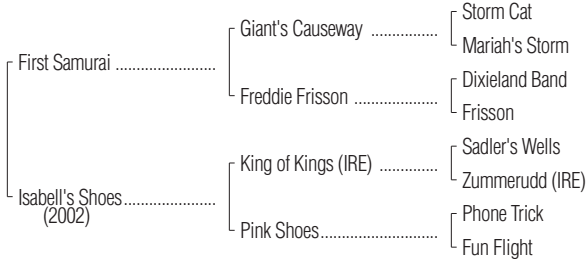 Storm Cat
Giant's Causeway ..................
Mariah's Storm
First Samurai .......................
Dixieland Band
Freddie Frisson ...................
Frisson
Sadler's Wells
King of Kings (IRE) ..............
Zummerudd (IRE)
Isabell's Shoes.....................
(2002)
Phone Trick
Pink Shoes..........................
Fun Flight